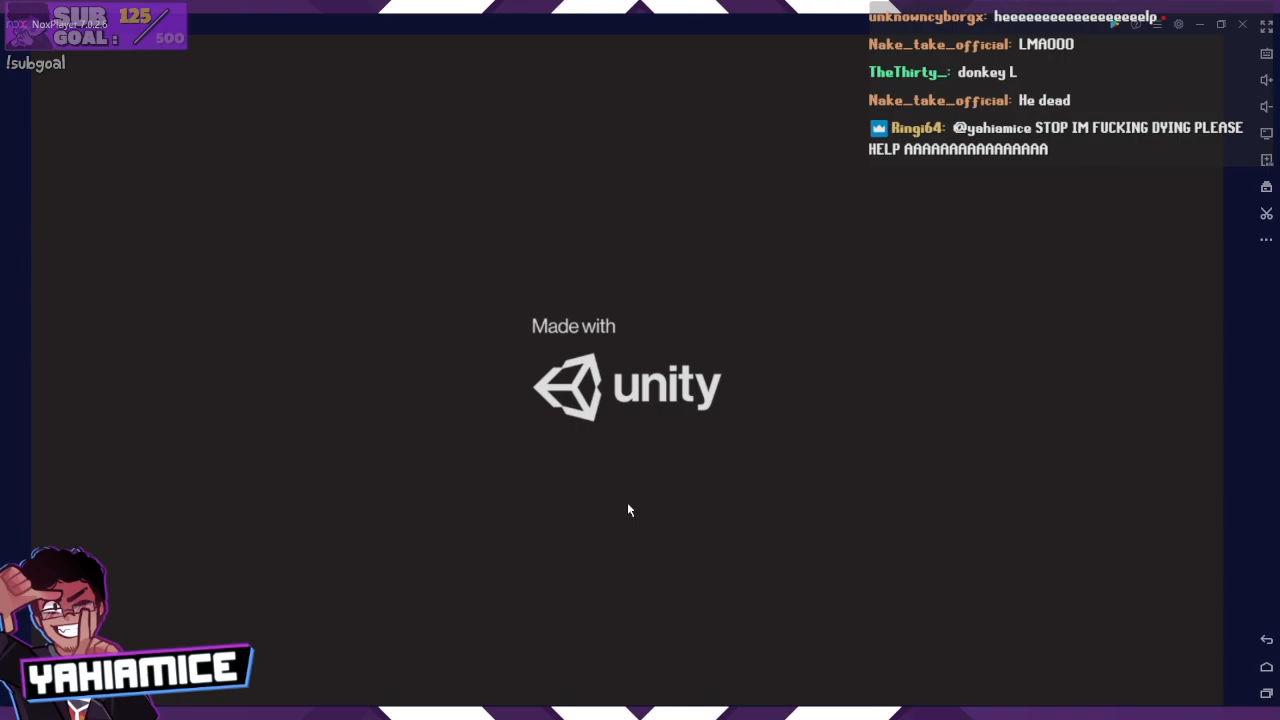 SUB 125
GOAL: 500
NoxPlayer 7.0.2.6
!subgoal
unknowncyborgx: heeeeeeeeeeeeeeeeeelp
Nake_take_official: LMAOOO
TheThirty_: donkey L
Nake_take_official: He dead
Ringi64: @yahiamice STOP IM FUCKING DYING PLEASE
HELP AAAAAAAAAAAAAAAA
Made with
unity
YAHIAMICE